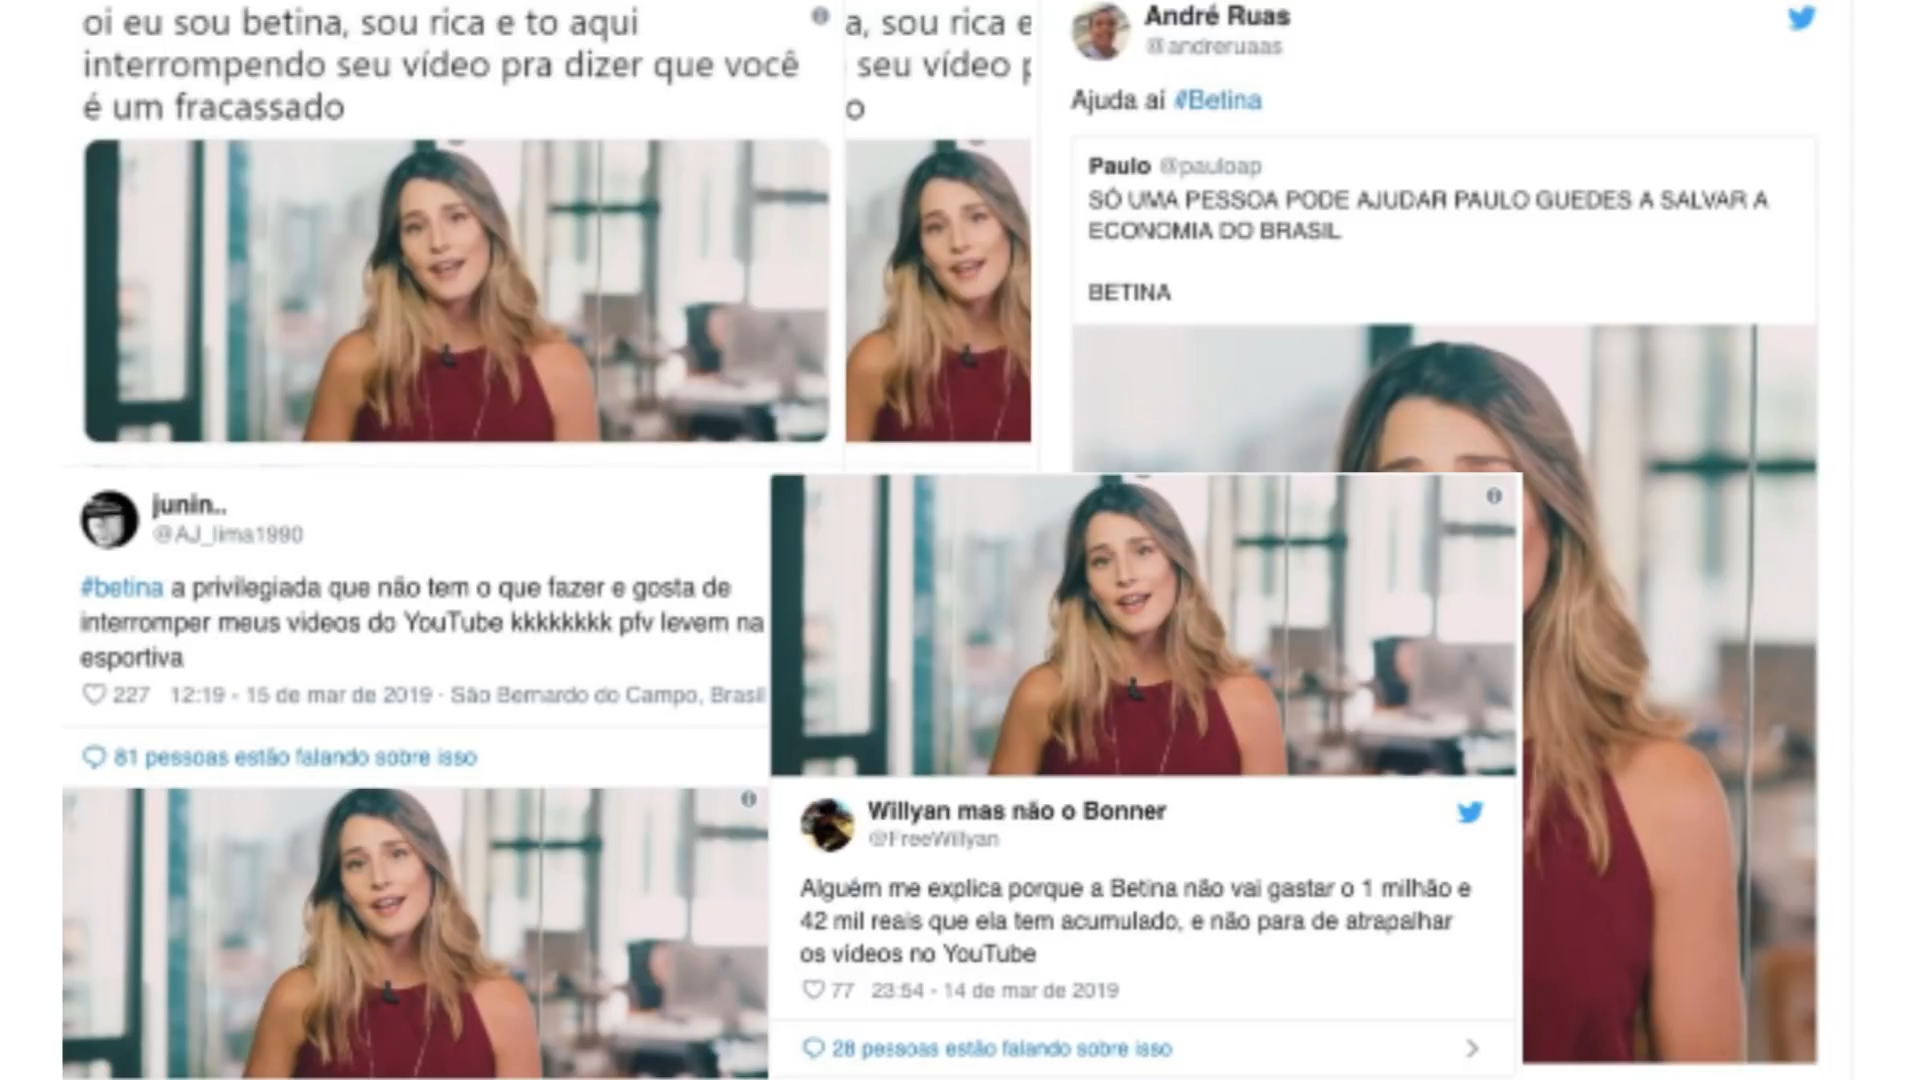 oi eu sou betina, sou rica e to aqui
interrompendo seu vídeo pra dizer que você
é um fracassado
a, sou rica e
seu vídeo p
o
André Ruas
@andreruaas
Ajuda aí #Betina
Paulo @pauloap
SÓ UMA PESSOA PODE AJUDAR PAULO GUEDES A SALVAR A
ECONOMIA DO BRASIL
BETINA
junin..
@AJ_lima1990
#betina a privilegiada que não tem o que fazer e gosta de
interromper meus videos do YouTube kkkkkkkk pfv levem na
esportiva
227 12:19 - 15 de mar de 2019 - São Bernardo do Campo, Brasil
81 pessoas estão falando sobre isso
Willyan mas não o Bonner
@FreeWillyan
Alguém me explica porque a Betina não vai gastar o 1 milhão e
42 mil reais que ela tem acumulado, e não para de atrapalhar
os vídeos no YouTube
77 23:54 - 14 de mar de 2019
28 pessoas estão falando sobre isso